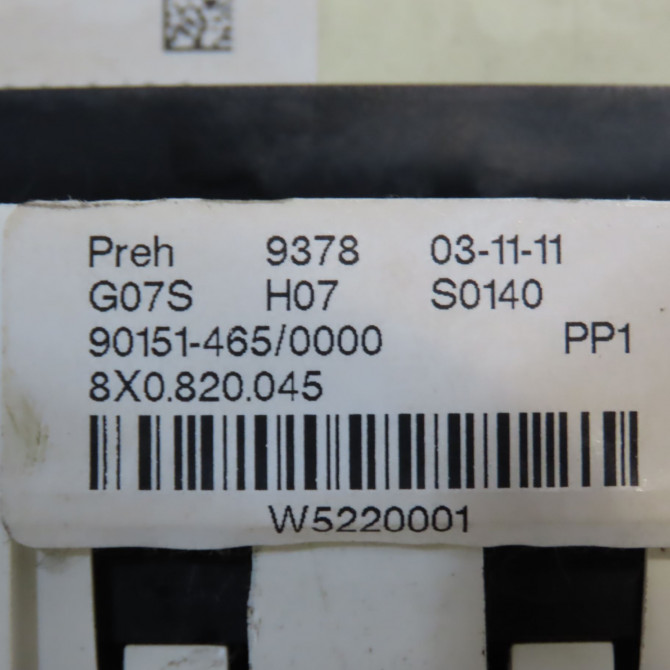 Preh 9378 03-11-11
G07S H07 S0140
90151-465/0000 PP1
8X0.820.045
W5220001